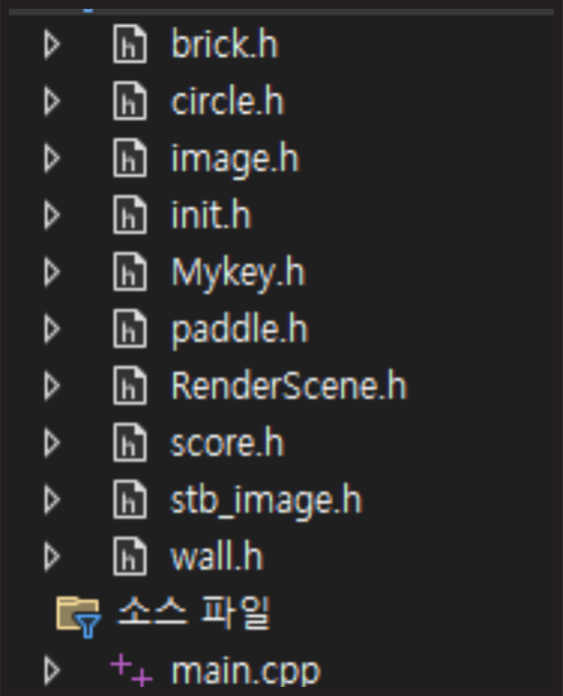 brick.h
circle.h
image.h
init.h
Mykey.h
paddle.h
RenderScene.h
score.h
stb_image.h
wall.h
소스 파일
main.cpp